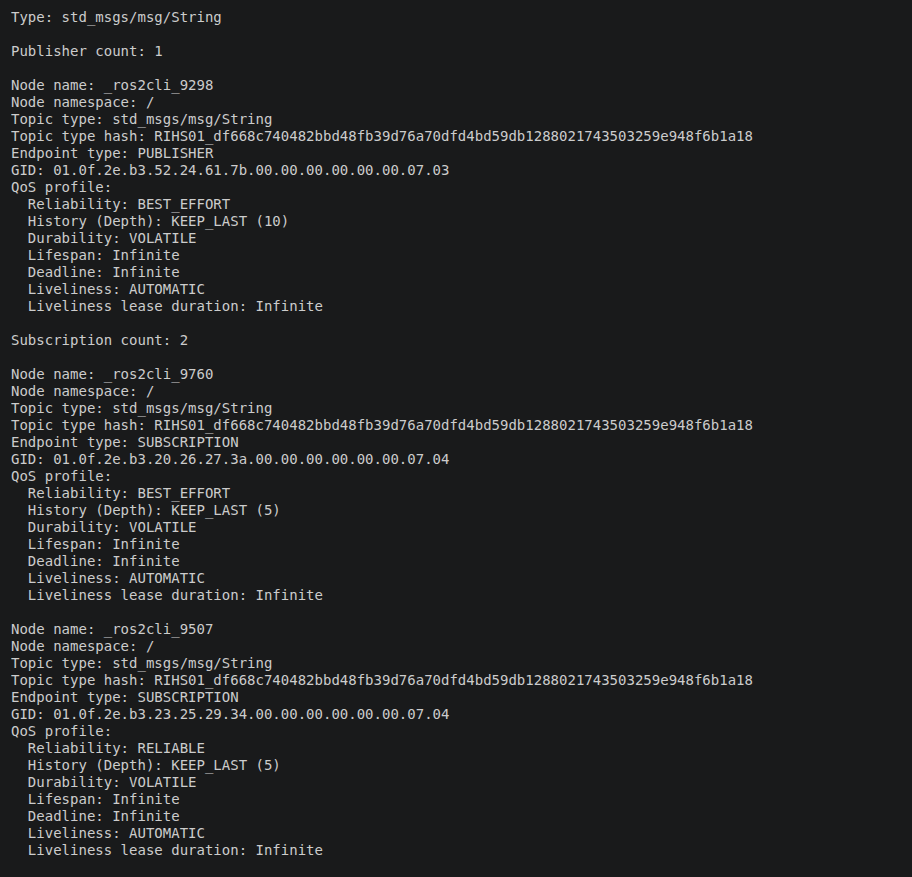 Type: std_msgs/msg/String

Publisher count: 1

Node name: _ros2cli_9298
Node namespace: /
Topic type: std_msgs/msg/String
Topic type hash: RIHS01_df668c740482bbd48fb39d76a70dfd4bd59db1288021743503259e948f6b1a18
Endpoint type: PUBLISHER
GID: 01.0f.2e.b3.52.24.61.7b.00.00.00.00.00.00.07.03
QoS profile:
  Reliability: BEST_EFFORT
  History (Depth): KEEP_LAST (10)
  Durability: VOLATILE
  Lifespan: Infinite
  Deadline: Infinite
  Liveliness: AUTOMATIC
  Liveliness lease duration: Infinite

Subscription count: 2

Node name: _ros2cli_9760
Node namespace: /
Topic type: std_msgs/msg/String
Topic type hash: RIHS01_df668c740482bbd48fb39d76a70dfd4bd59db1288021743503259e948f6b1a18
Endpoint type: SUBSCRIPTION
GID: 01.0f.2e.b3.20.26.27.3a.00.00.00.00.00.00.07.04
QoS profile:
  Reliability: BEST_EFFORT
  History (Depth): KEEP_LAST (5)
  Durability: VOLATILE
  Lifespan: Infinite
  Deadline: Infinite
  Liveliness: AUTOMATIC
  Liveliness lease duration: Infinite

Node name: _ros2cli_9507
Node namespace: /
Topic type: std_msgs/msg/String
Topic type hash: RIHS01_df668c740482bbd48fb39d76a70dfd4bd59db1288021743503259e948f6b1a18
Endpoint type: SUBSCRIPTION
GID: 01.0f.2e.b3.23.25.29.34.00.00.00.00.00.00.07.04
QoS profile:
  Reliability: RELIABLE
  History (Depth): KEEP_LAST (5)
  Durability: VOLATILE
  Lifespan: Infinite
  Deadline: Infinite
  Liveliness: AUTOMATIC
  Liveliness lease duration: Infinite